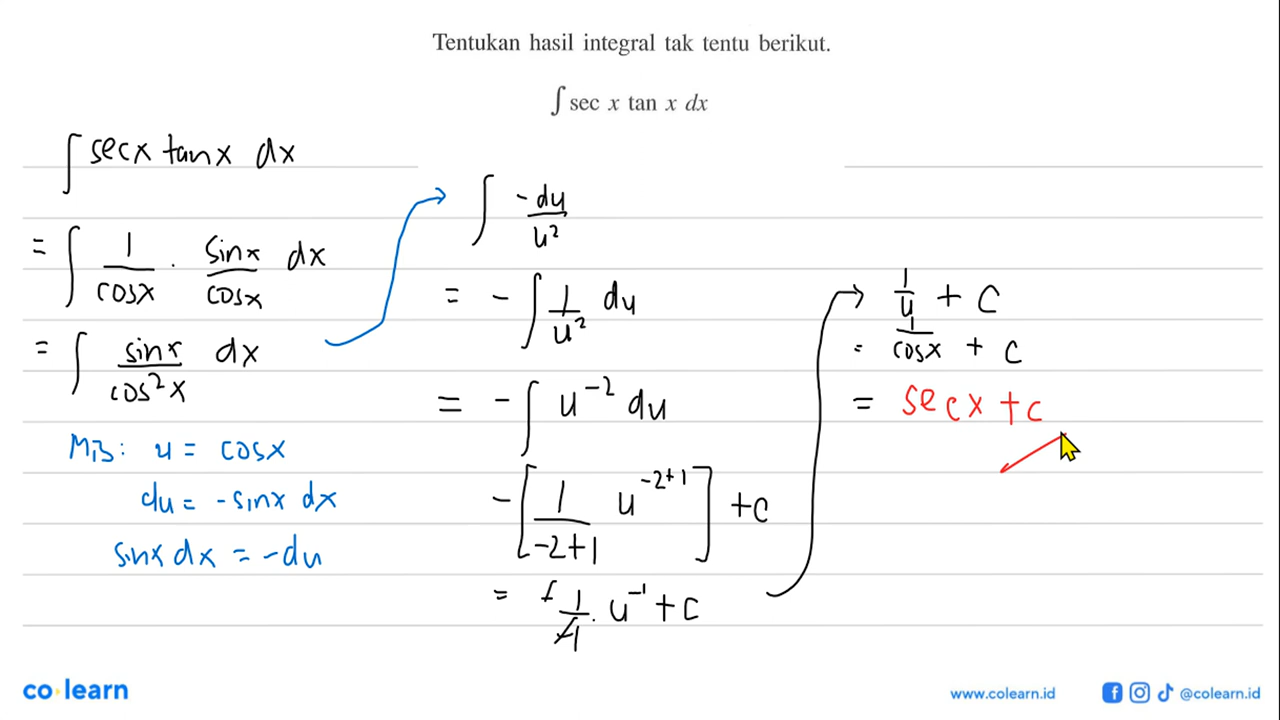 Tentukan hasil integral tak tentu berikut.
∫ sec x tan x dx
∫ secx tanx dx
= ∫ 1/cosx · sinx/cosx dx
= ∫ sinx/cos²x dx
Mis: u = cosx
du = -sinx dx
sinx dx = -du
∫ -du/u²
= - ∫ 1/u² du
= - ∫ u⁻² du
- [ 1/-2+1 u⁻²⁺¹ ] + C
= + 1/-1 · u⁻¹ + C
1/u + C
= 1/cosx + C
= secx + c
co learn
www.colearn.id
@colearn.id